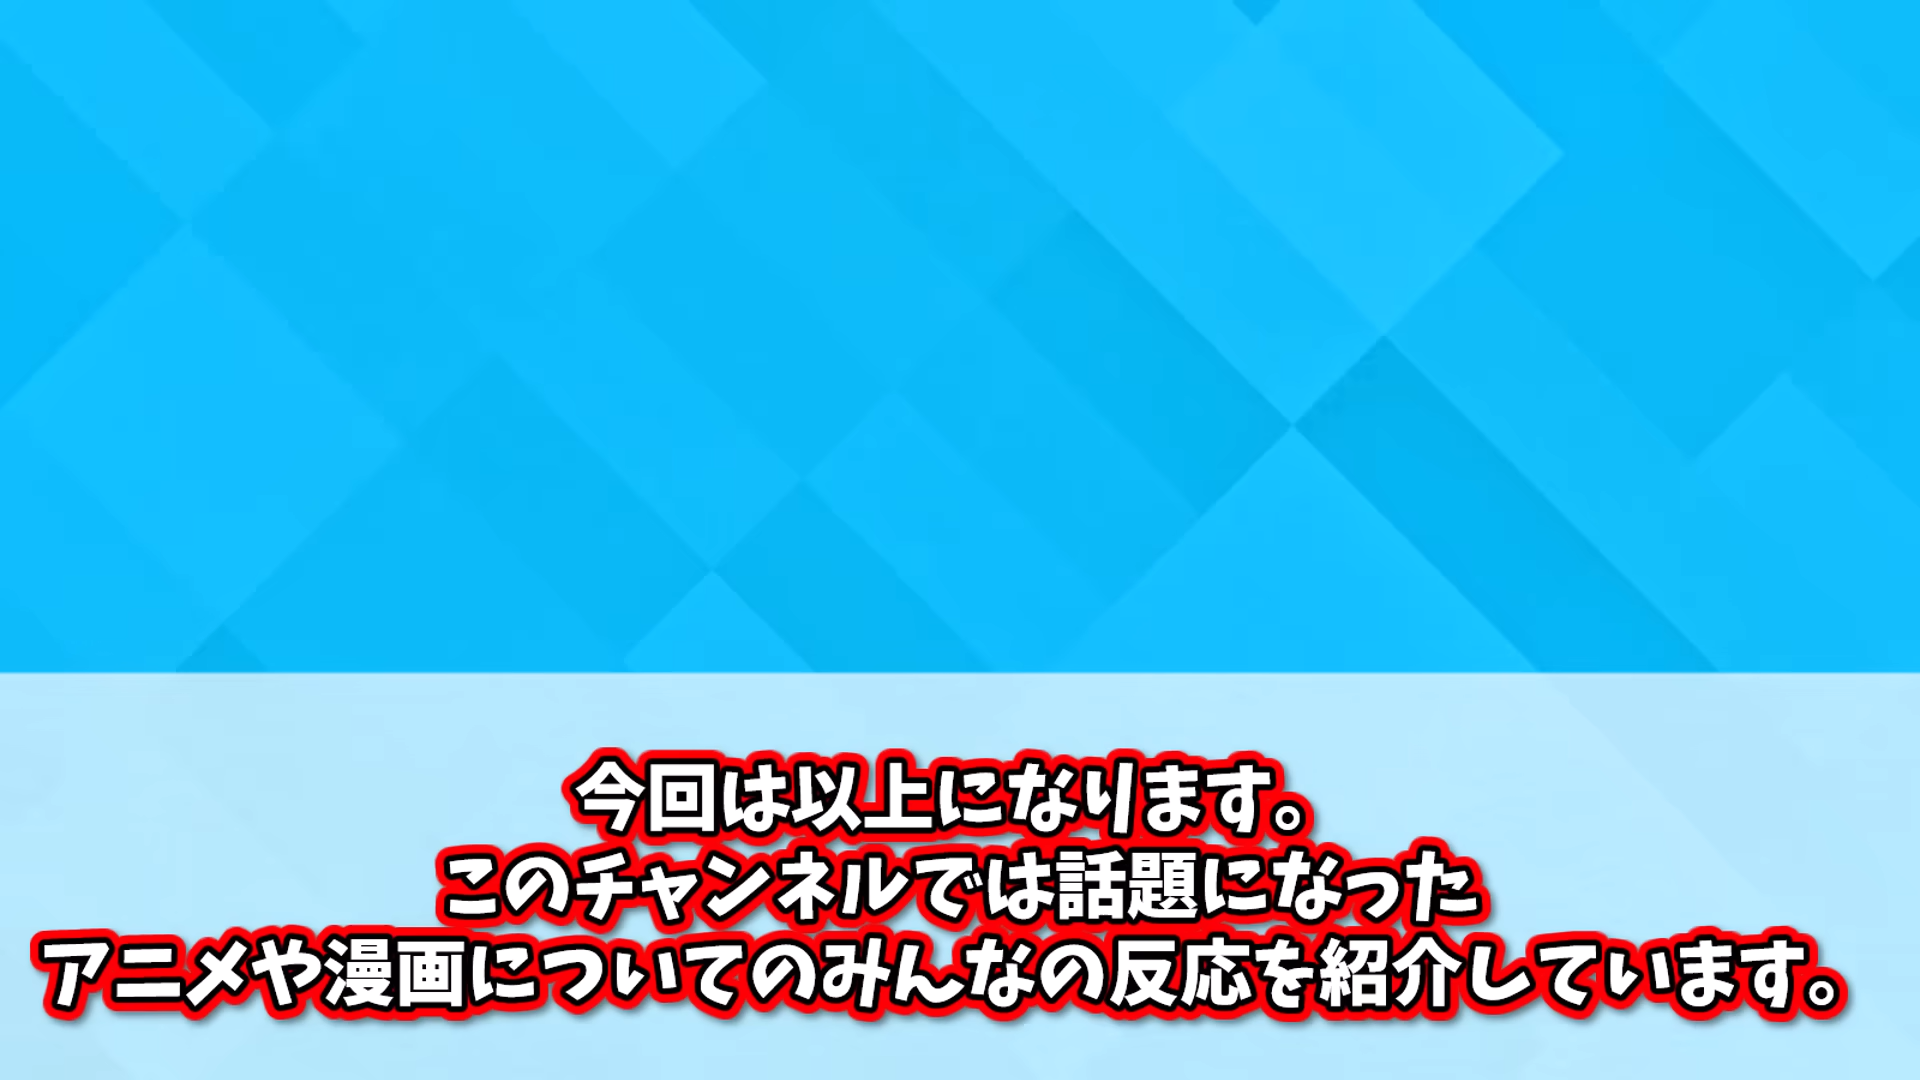 今回は以上になります。
このチャンネルでは話題になった
アニメや漫画についてのみんなの反応を紹介しています。